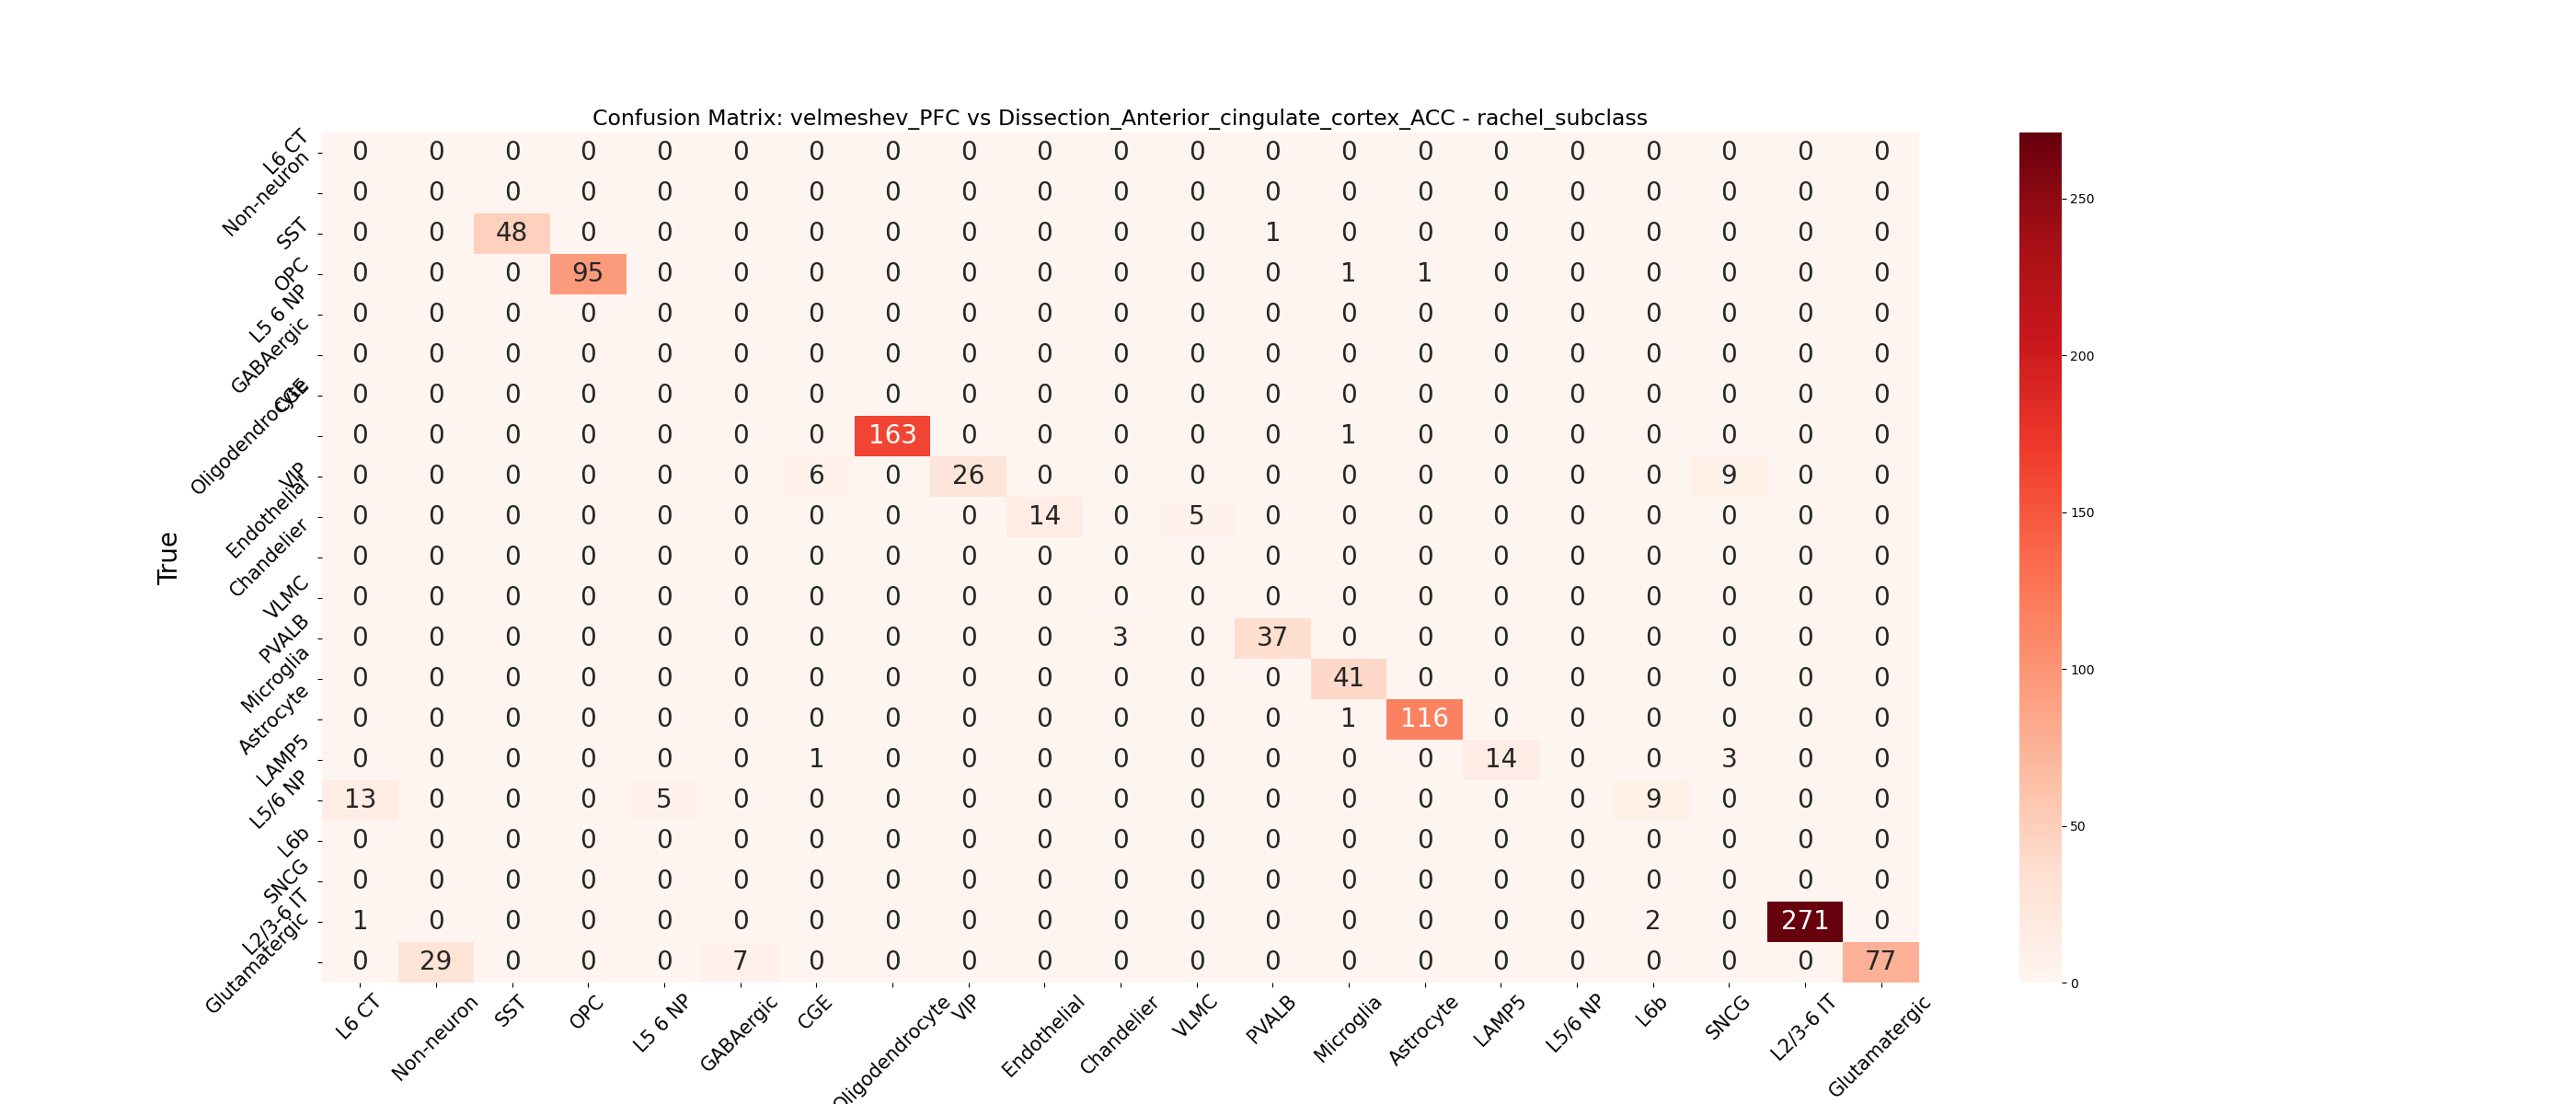 Confusion Matrix: velmeshev_PFC vs Dissection_Anterior_cingulate_cortex_ACC - rachel_subclass
True
L6 CT 0 0 0 0 0 0 0 0 0 0 0 0 0 0 0 0 0 0 0 0 0
Non-neuron 0 0 0 0 0 0 0 0 0 0 0 0 0 0 0 0 0 0 0 0 0
SST 0 0 48 0 0 0 0 0 0 0 0 0 1 0 0 0 0 0 0 0 0
OPC 0 0 0 95 0 0 0 0 0 0 0 0 0 1 1 0 0 0 0 0 0
L5 6 NP 0 0 0 0 0 0 0 0 0 0 0 0 0 0 0 0 0 0 0 0 0
GABAergic 0 0 0 0 0 0 0 0 0 0 0 0 0 0 0 0 0 0 0 0 0
CGE 0 0 0 0 0 0 0 0 0 0 0 0 0 0 0 0 0 0 0 0 0
Oligodendrocyte 0 0 0 0 0 0 0 163 0 0 0 0 0 1 0 0 0 0 0 0 0
VIP 0 0 0 0 0 0 6 0 26 0 0 0 0 0 0 0 0 0 9 0 0
Endothelial 0 0 0 0 0 0 0 0 0 14 0 5 0 0 0 0 0 0 0 0 0
Chandelier 0 0 0 0 0 0 0 0 0 0 0 0 0 0 0 0 0 0 0 0 0
VLMC 0 0 0 0 0 0 0 0 0 0 0 0 0 0 0 0 0 0 0 0 0
PVALB 0 0 0 0 0 0 0 0 0 0 3 0 37 0 0 0 0 0 0 0 0
Microglia 0 0 0 0 0 0 0 0 0 0 0 0 0 41 0 0 0 0 0 0 0
Astrocyte 0 0 0 0 0 0 0 0 0 0 0 0 0 1 116 0 0 0 0 0 0
LAMP5 0 0 0 0 0 0 1 0 0 0 0 0 0 0 0 14 0 0 3 0 0
L5/6 NP 13 0 0 0 5 0 0 0 0 0 0 0 0 0 0 0 0 9 0 0 0
L6b 0 0 0 0 0 0 0 0 0 0 0 0 0 0 0 0 0 0 0 0 0
SNCG 0 0 0 0 0 0 0 0 0 0 0 0 0 0 0 0 0 0 0 0 0
L2/3-6 IT 1 0 0 0 0 0 0 0 0 0 0 0 0 0 0 0 0 2 0 271 0
Glutamatergic 0 29 0 0 0 7 0 0 0 0 0 0 0 0 0 0 0 0 0 0 77
L6 CT Non-neuron SST OPC L5 6 NP GABAergic CGE Oligodendrocyte VIP Endothelial Chandelier VLMC PVALB Microglia Astrocyte LAMP5 L5/6 NP L6b SNCG L2/3-6 IT Glutamatergic
250
200
150
100
50
0